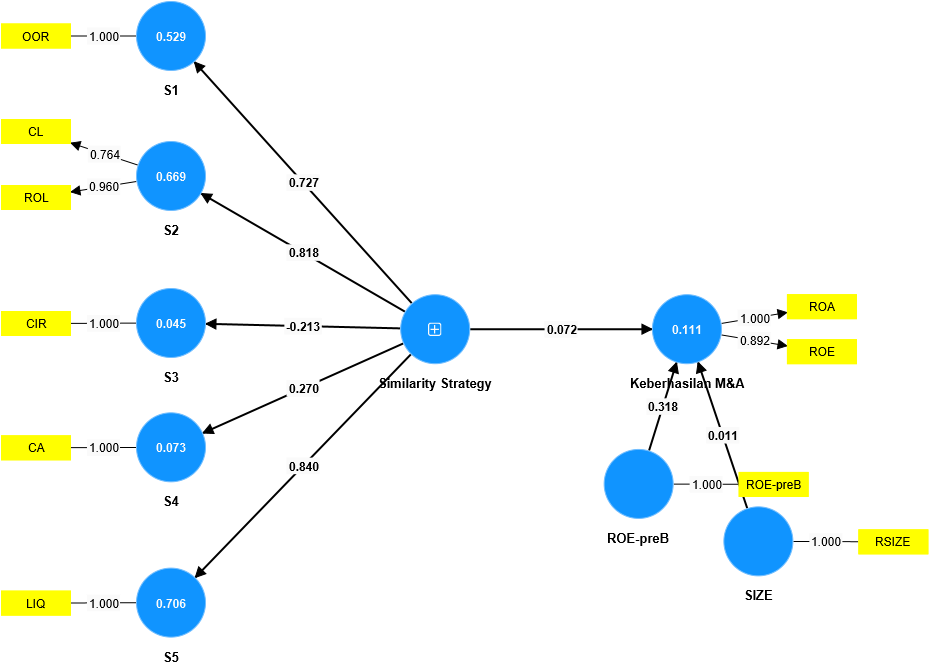 OOR
1.000
0.529
S1
CL
0.764
ROL
0.960
0.669
S2
CIR
1.000
0.045
S3
CA
1.000
0.073
S4
LIQ
1.000
0.706
S5
0.727
0.818
-0.213
0.270
0.840
Similarity Strategy
0.072
0.111
Keberhasilan M&A
1.000
ROA
0.892
ROE
0.318
0.011
ROE-preB
1.000
ROE-preB
SIZE
1.000
RSIZE